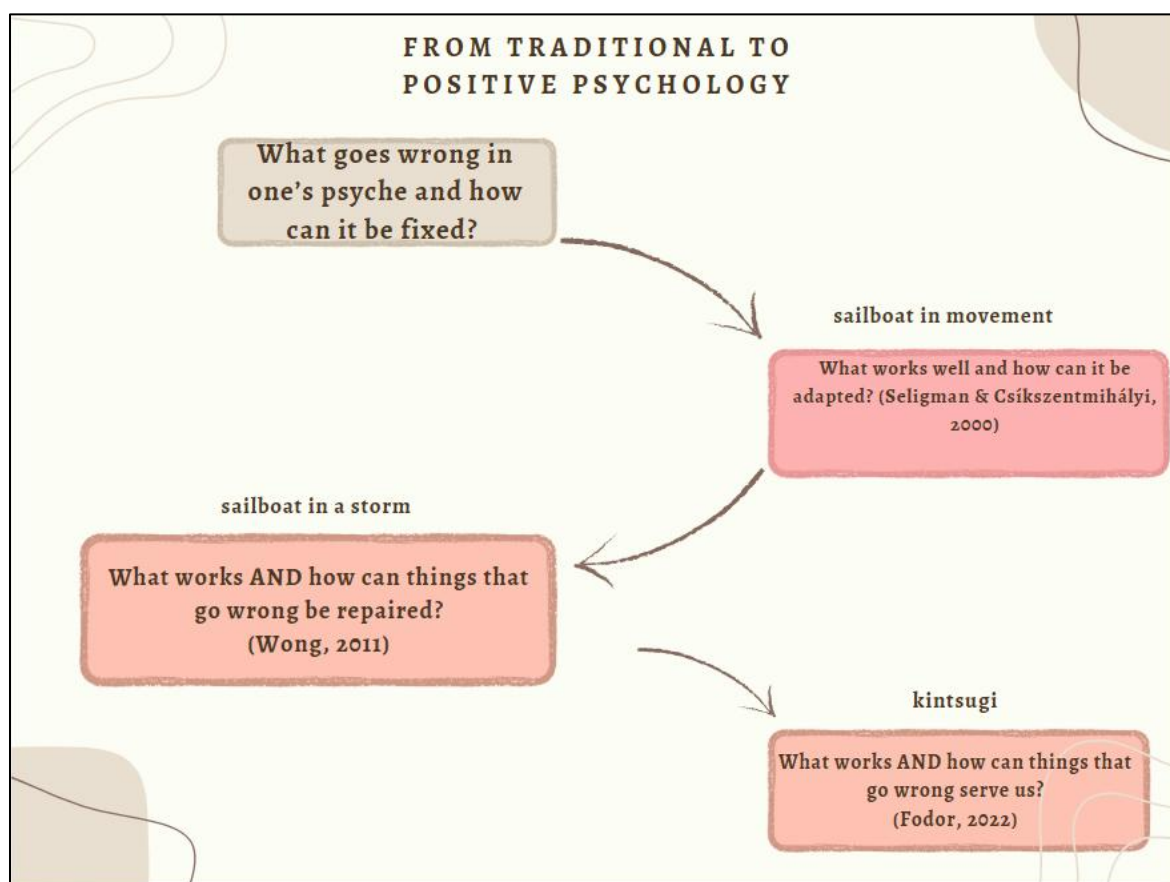 FROM TRADITIONAL TO
POSITIVE PSYCHOLOGY
What goes wrong in
one’s psyche and how
can it be fixed?
sailboat in movement
What works well and how can it be
adapted? (Seligman & Csíkszentmihályi,
2000)
sailboat in a storm
What works AND how can things that
go wrong be repaired?
(Wong, 2011)
kintsugi
What works AND how can things that
go wrong serve us?
(Fodor, 2022)